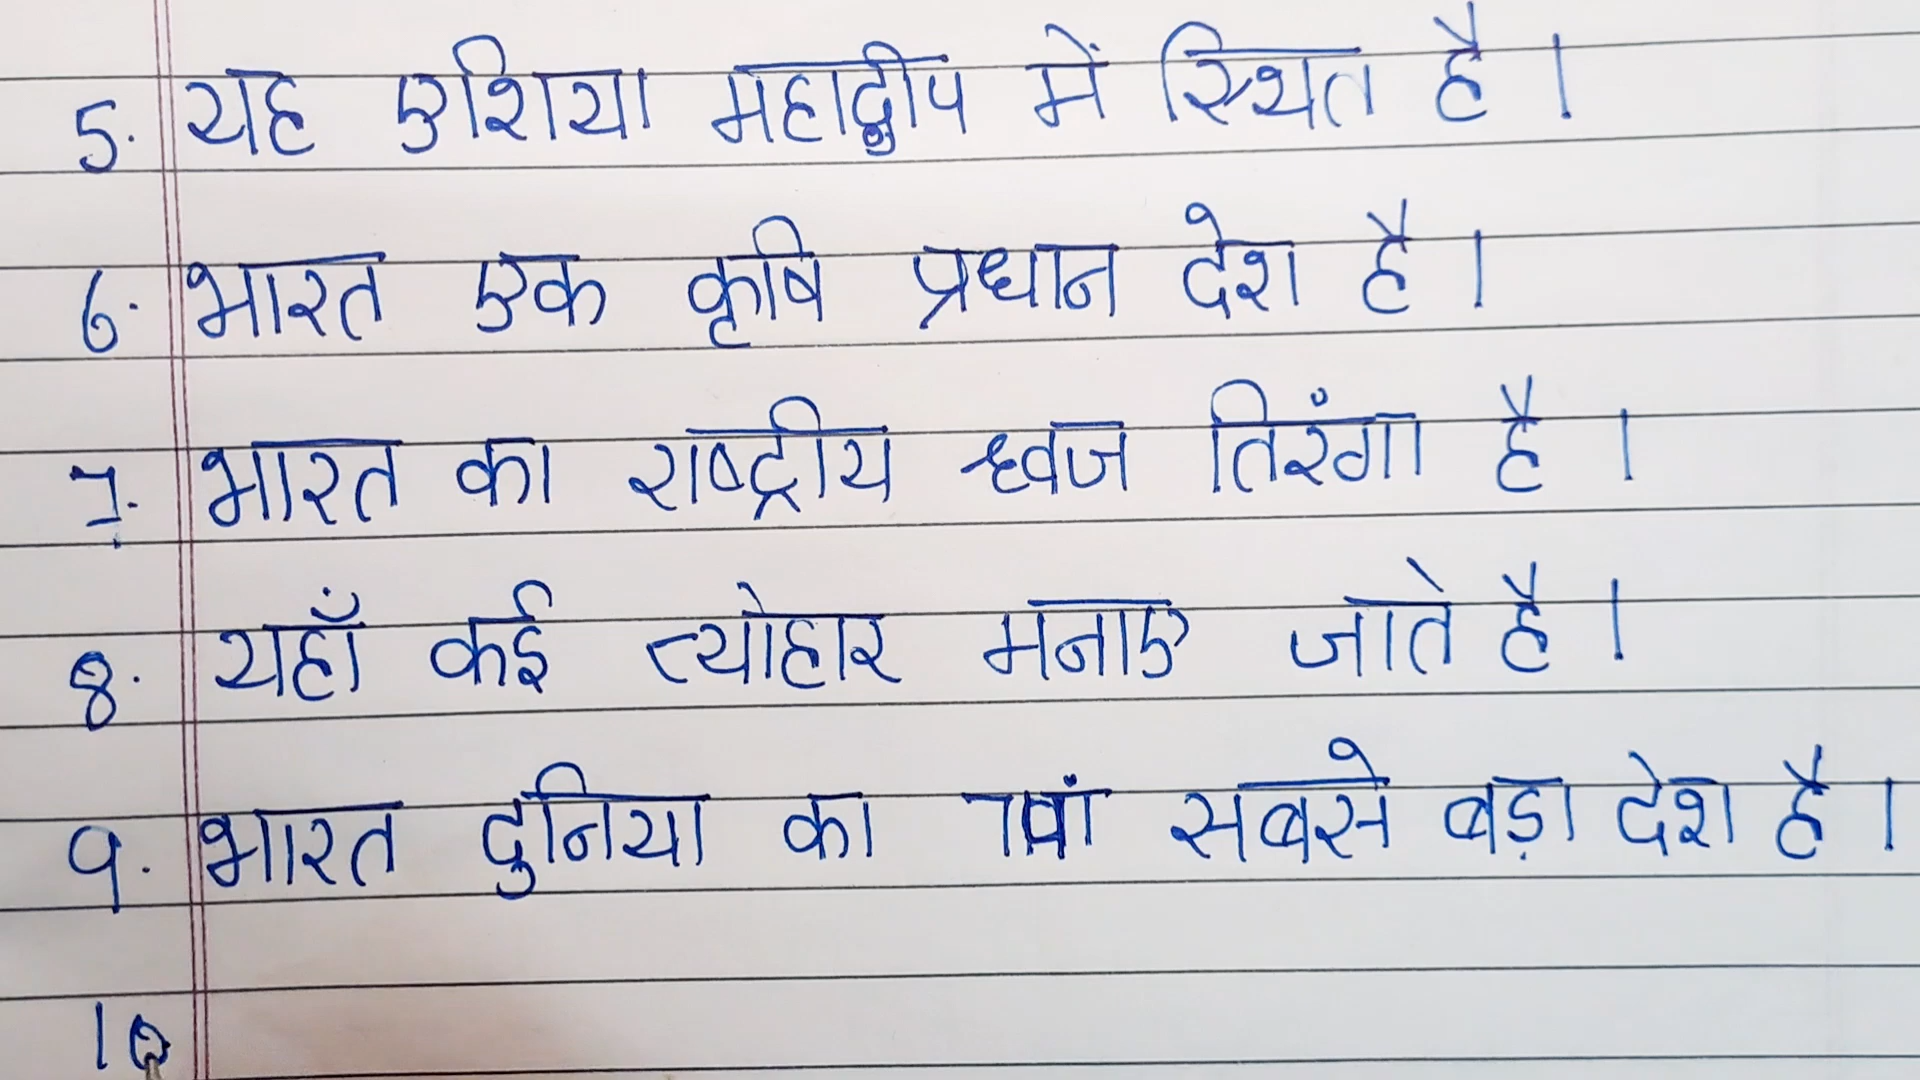 5. यह एशिया महाद्वीप में स्थित है ।
6. भारत एक कृषि प्रधान देश है ।
7. भारत का राष्ट्रीय ध्वज तिरंगा है ।
8. यहाँ कई त्योहार मनाए जाते है ।
9. भारत दुनिया का 7वां सबसे बड़ा देश है ।
10